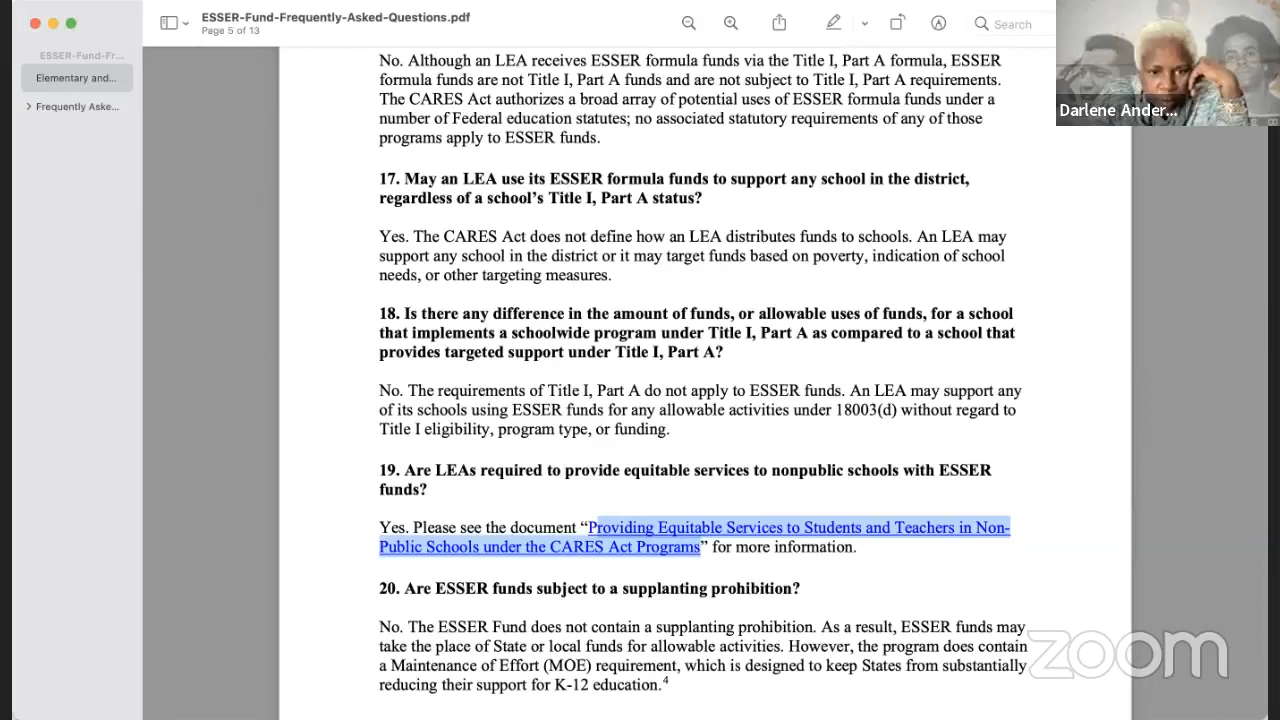 ESSER-Fund-Frequently-Asked-Questions.pdf
Page 5 of 13
Search
ESSER-Fund-Fr...
Elementary and...
Frequently Aske...
Darlene Ander...
No. Although an LEA receives ESSER formula funds via the Title I, Part A formula, ESSER
formula funds are not Title I, Part A funds and are not subject to Title I, Part A requirements.
The CARES Act authorizes a broad array of potential uses of ESSER formula funds under a
number of Federal education statutes; no associated statutory requirements of any of those
programs apply to ESSER funds.
17. May an LEA use its ESSER formula funds to support any school in the district,
regardless of a school’s Title I, Part A status?
Yes. The CARES Act does not define how an LEA distributes funds to schools. An LEA may
support any school in the district or it may target funds based on poverty, indication of school
needs, or other targeting measures.
18. Is there any difference in the amount of funds, or allowable uses of funds, for a school
that implements a schoolwide program under Title I, Part A as compared to a school that
provides targeted support under Title I, Part A?
No. The requirements of Title I, Part A do not apply to ESSER funds. An LEA may support any
of its schools using ESSER funds for any allowable activities under 18003(d) without regard to
Title I eligibility, program type, or funding.
19. Are LEAs required to provide equitable services to nonpublic schools with ESSER
funds?
Yes. Please see the document “Providing Equitable Services to Students and Teachers in Non-
Public Schools under the CARES Act Programs” for more information.
20. Are ESSER funds subject to a supplanting prohibition?
No. The ESSER Fund does not contain a supplanting prohibition. As a result, ESSER funds may
take the place of State or local funds for allowable activities. However, the program does contain
a Maintenance of Effort (MOE) requirement, which is designed to keep States from substantially
reducing their support for K-12 education.4
zoom